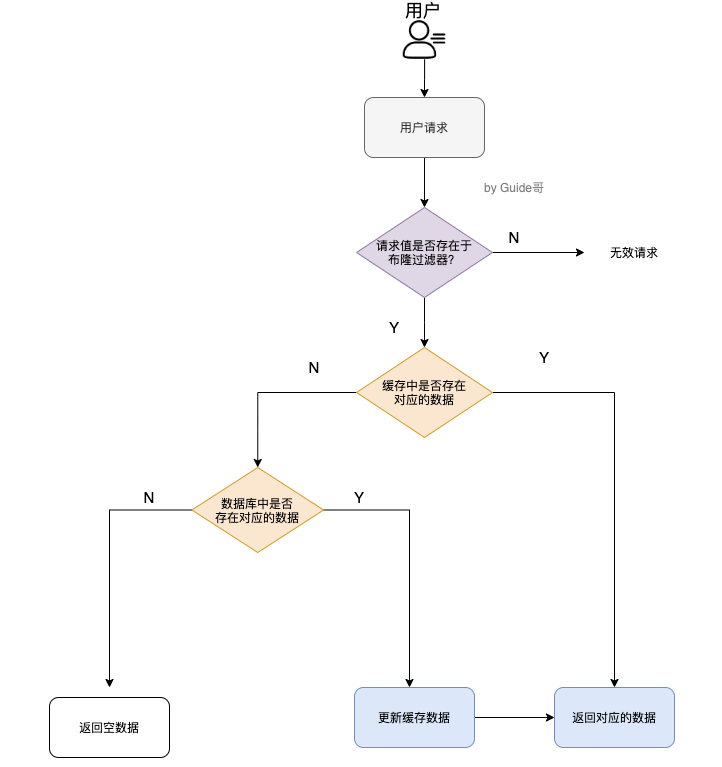 用户
用户请求
by Guide哥
请求值是否存在于
布隆过滤器?
N
无效请求
Y
缓存中是否存在
对应的数据
N
Y
数据库中是否
存在对应的数据
N
Y
返回空数据
更新缓存数据
返回对应的数据